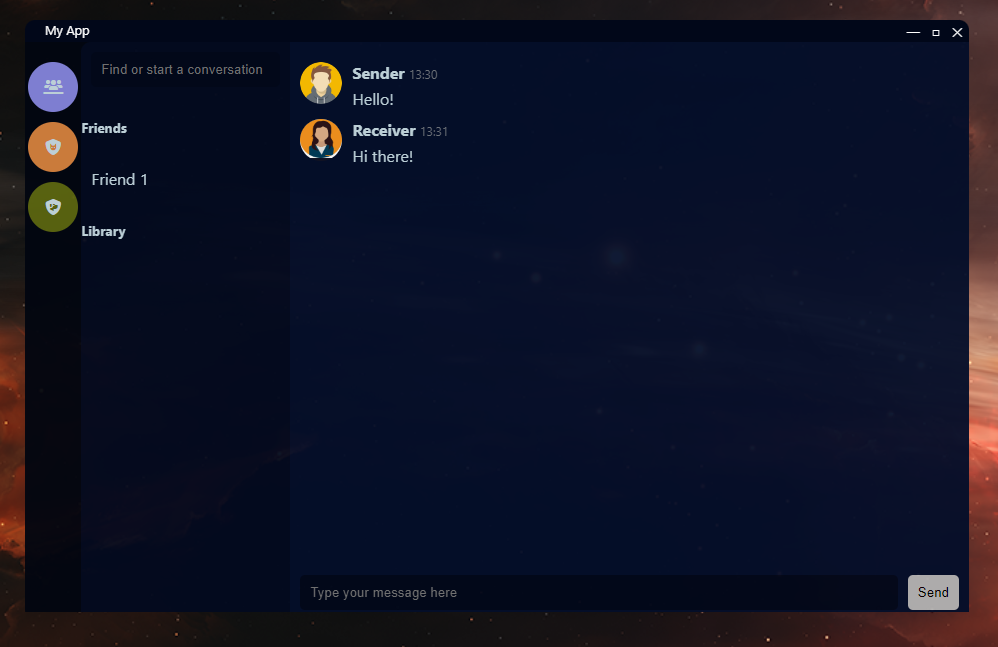 My App
Find or start a conversation
Friends
Friend 1
Library
Sender 13:30
Hello!
Receiver 13:31
Hi there!
Type your message here
Send